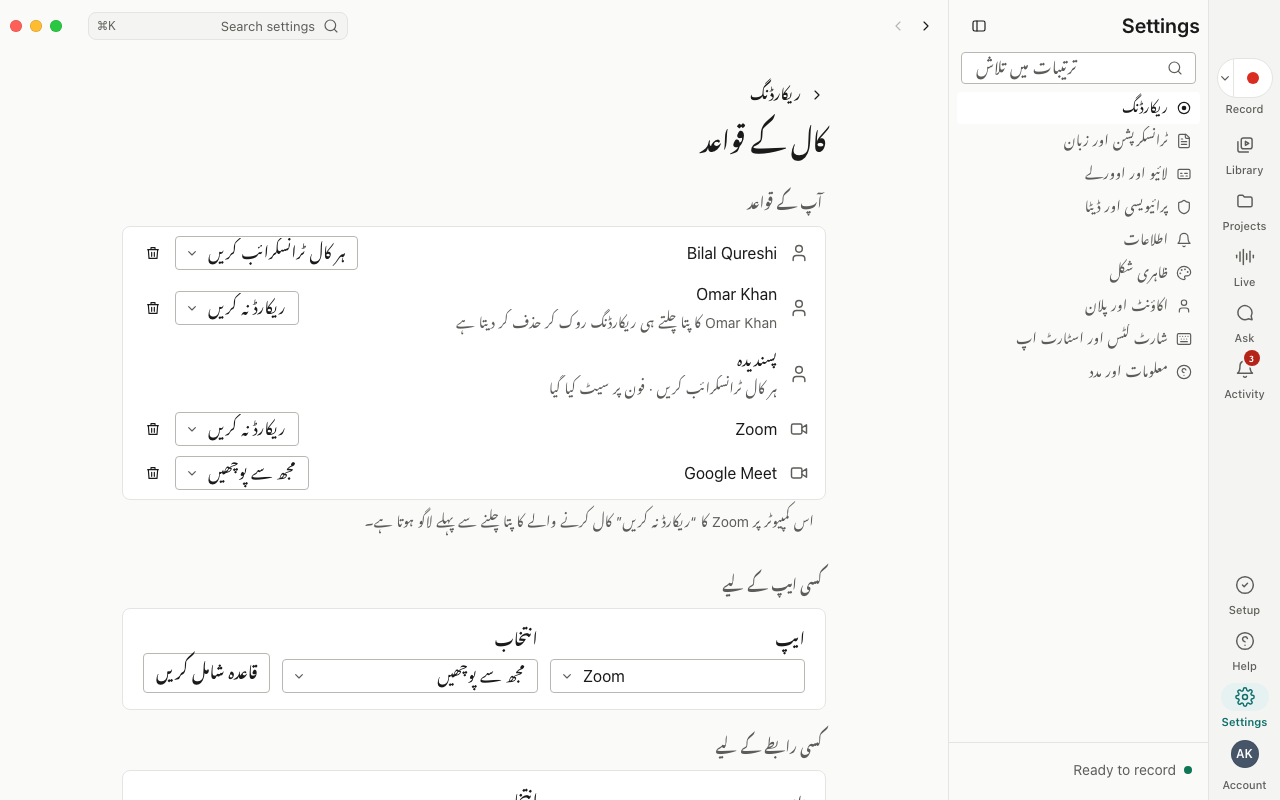 ⌘K
Search settings
Settings
ترتیبات میں تلاش
ریکارڈنگ
ٹرانسکرپشن اور زبان
لائیو اور اوورلے
پرائیویسی اور ڈیٹا
اطلاعات
ظاہری شکل
اکاؤنٹ اور پلان
شارٹ کٹس اور اسٹارٹ اپ
معلومات اور مدد
Ready to record
Record
Library
Projects
Live
Ask
3
Activity
Setup
Help
Settings
AK
Account
ریکارڈنگ
کال کے قواعد
آپ کے قواعد
Bilal Qureshi
ہر کال ٹرانسکرائب کریں
Omar Khan
Omar Khan کا پتا چلتے ہی ریکارڈنگ روک کر حذف کر دیتا ہے
ریکارڈ نہ کریں
پسندیدہ
ہر کال ٹرانسکرائب کریں · فون پر سیٹ کیا گیا
Zoom
ریکارڈ نہ کریں
Google Meet
مجھ سے پوچھیں
اس کمپیوٹر پر Zoom کا "ریکارڈ نہ کریں" کال کرنے والے کا پتا چلنے سے پہلے لاگو ہوتا ہے۔
کسی ایپ کے لیے
ایپ
انتخاب
Zoom
مجھ سے پوچھیں
قاعدہ شامل کریں
کسی رابطے کے لیے
انتخاب